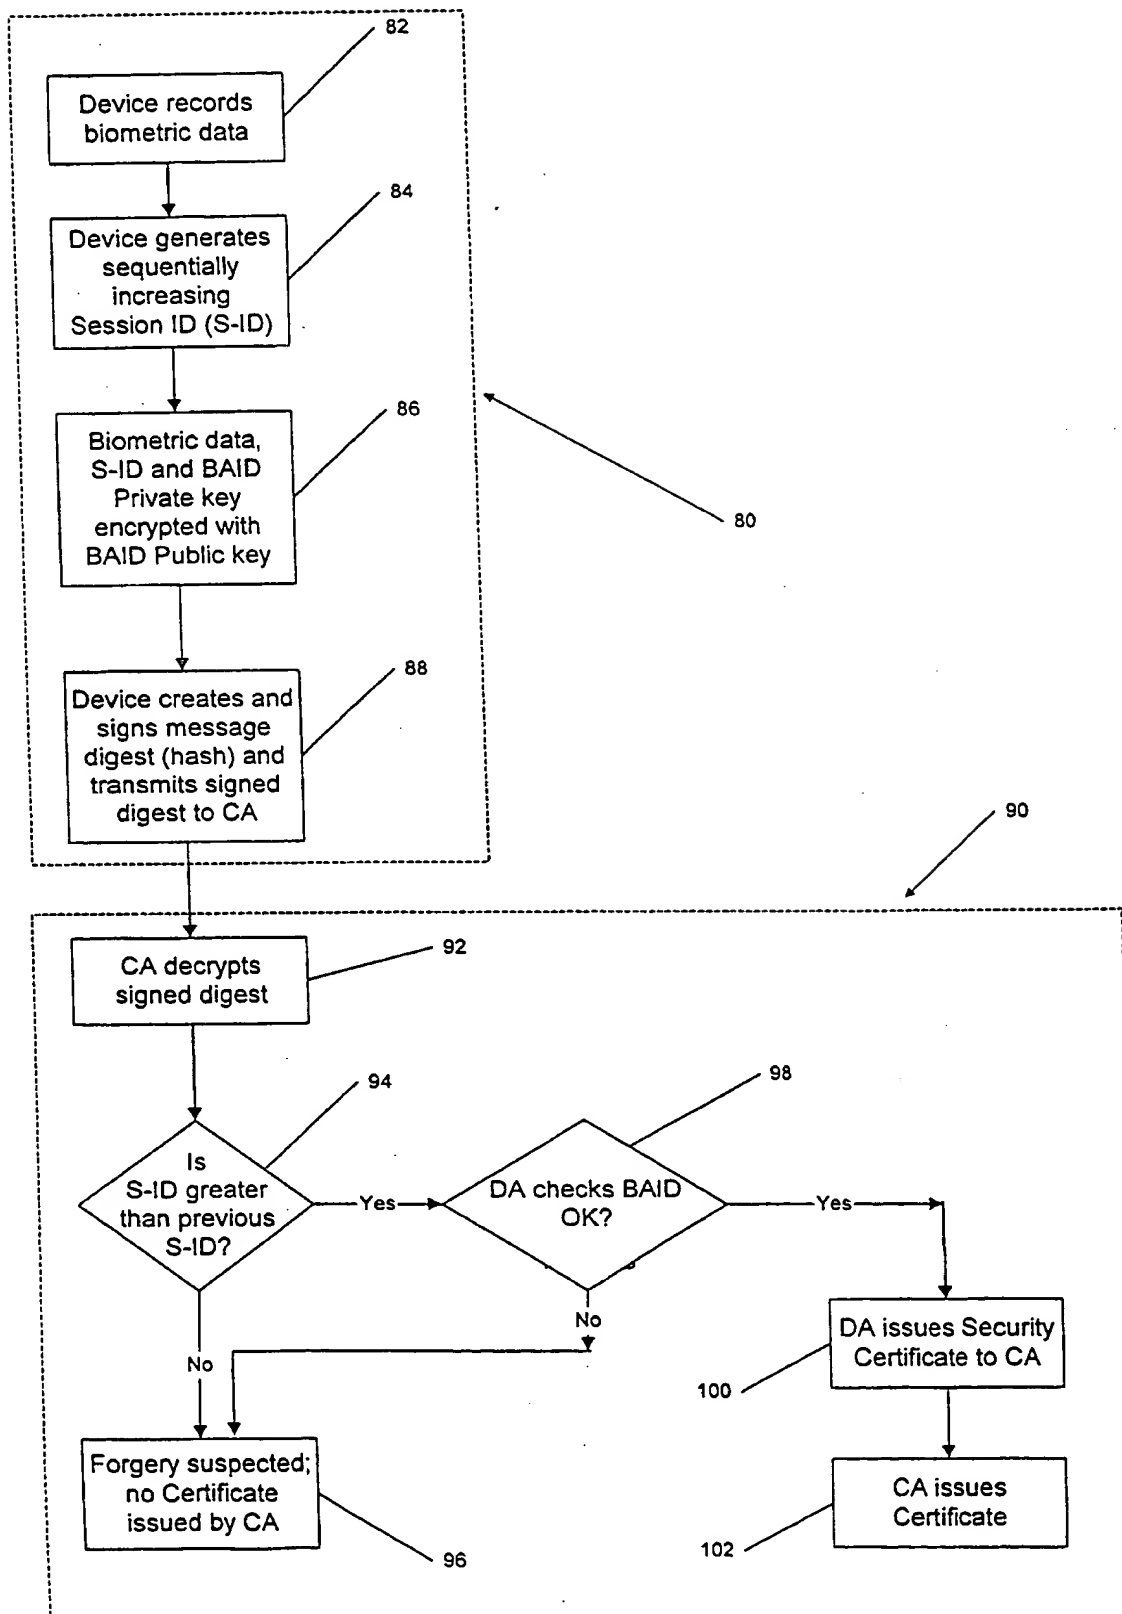 82
Device records
biometric data
84
Device generates
sequentially
increasing
Session ID (S-ID)
86
Biometric data,
S-ID and BAID
Private key
encrypted with
BAID Public key
80
88
Device creates and
signs message
digest (hash) and
transmits signed
digest to CA
90
92
CA decrypts
signed digest
94
98
Is
S-ID greater
than previous
S-ID?
Yes
DA checks BAID
OK?
Yes
No
No
DA issues Security
Certificate to CA
100
Forgery suspected;
no Certificate
issued by CA
96
CA issues
Certificate
102